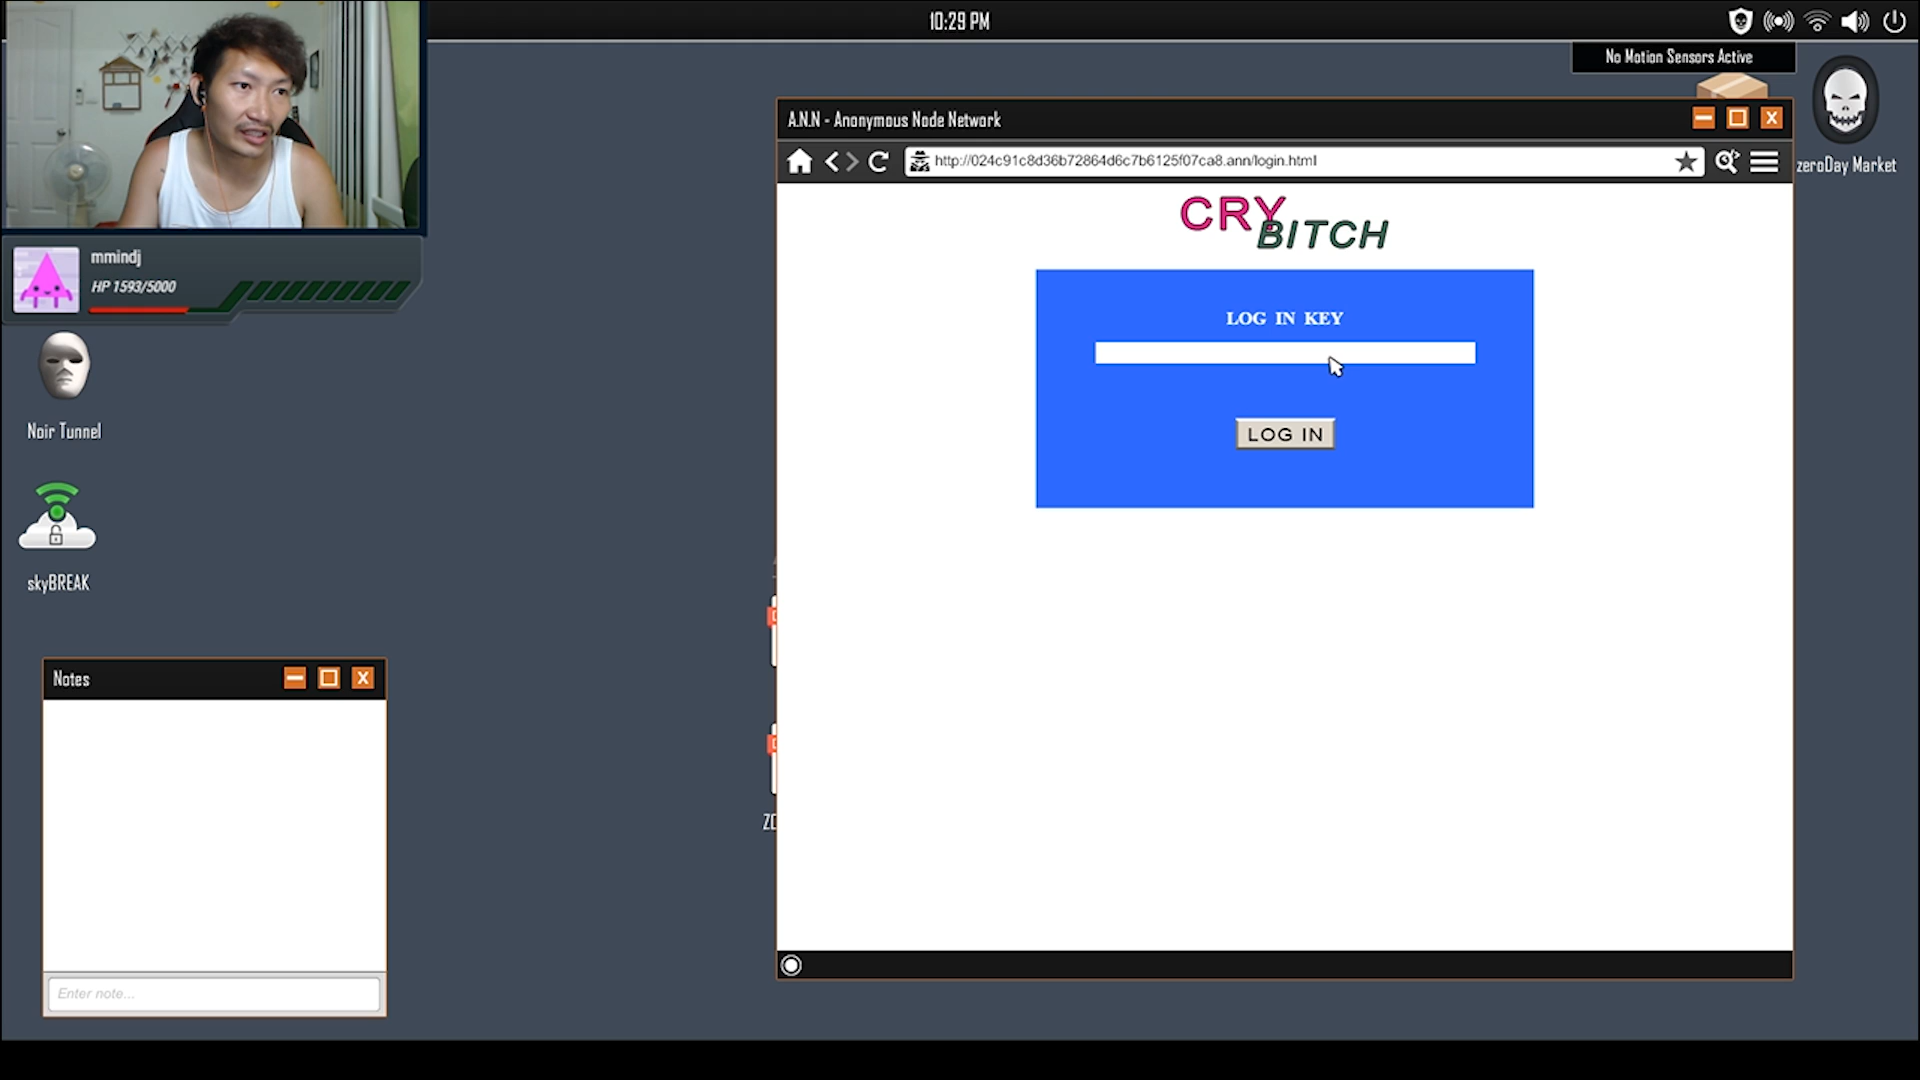 10:29 PM
No Motion Sensors Active
A.N.N - Anonymous Node Network
http://024c91c8d36b72864d6c7b6125f07ca8.ann/login.html
zeroDay Market
CRY
BITCH
mmindj
HP 1593/5000
LOG IN KEY
LOG IN
Noir Tunnel
skyBREAK
Notes
Enter note...